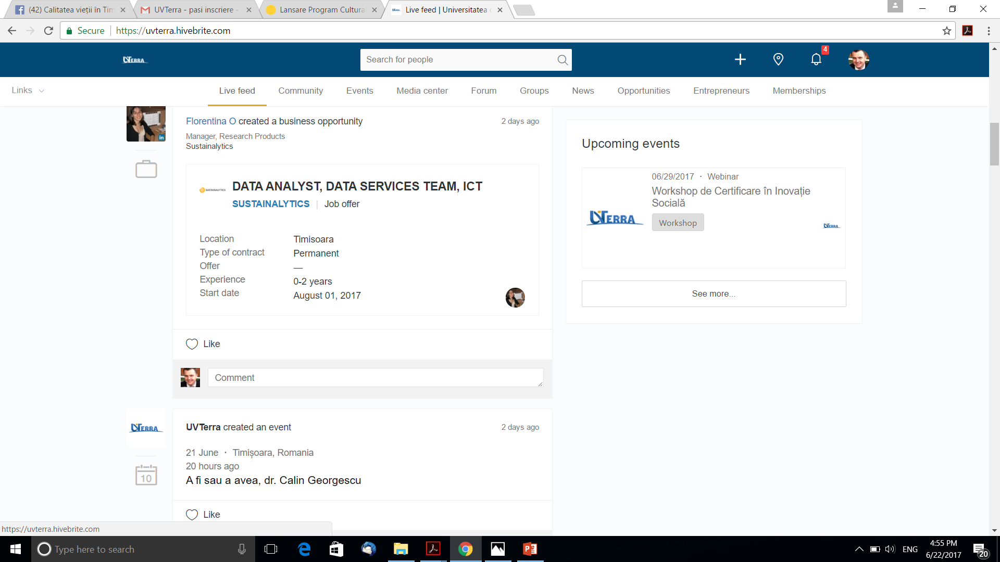 (42) Calitatea vieții în Tim
UVTerra - pasi inscriere -
Lansare Program Cultural
Live feed | Universitatea
Secure
https://uvterra.hivebrite.com
UVTERRA
Search for people
4
Links
Live feed
Community
Events
Media center
Forum
Groups
News
Opportunities
Entrepreneurs
Memberships
in
Florentina O created a business opportunity
2 days ago
Manager, Research Products
Sustainalytics
SUSTAINALYTICS
DATA ANALYST, DATA SERVICES TEAM, ICT
SUSTAINALYTICS | Job offer
Location Timisoara
Type of contract Permanent
Offer —
Experience 0-2 years
Start date August 01, 2017
Like
Comment
UVTERRA
UVTerra created an event
2 days ago
21 June · Timișoara, Romania
20 hours ago
10
A fi sau a avea, dr. Calin Georgescu
Like
Upcoming events
06/29/2017 · Webinar
Workshop de Certificare în Inovație
Socială
UVTERRA
Workshop
UVTERRA
See more...
https://uvterra.hivebrite.com
Type here to search
ENG
4:55 PM
6/22/2017
20